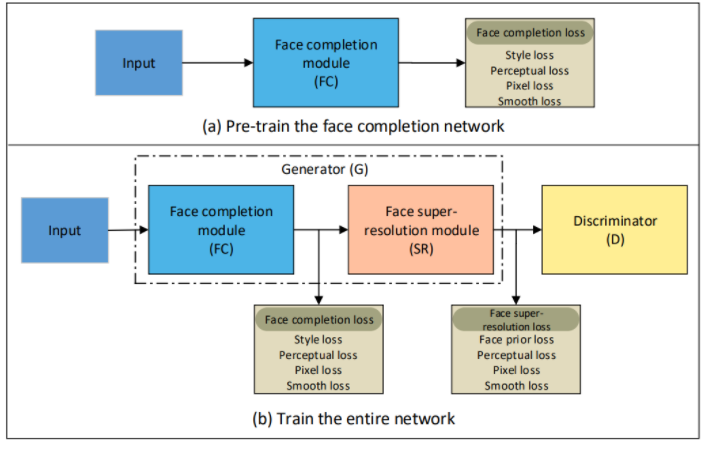 Input
Face completion
module
(FC)
Face completion loss
Style loss
Perceptual loss
Pixel loss
Smooth loss
(a) Pre-train the face completion network
Generator (G)
Input
Face completion
module
(FC)
Face super-
resolution module
(SR)
Discriminator
(D)
Face completion loss
Style loss
Perceptual loss
Pixel loss
Smooth loss
Face super-
resolution loss
Face prior loss
Perceptual loss
Pixel loss
Smooth loss
(b) Train the entire network